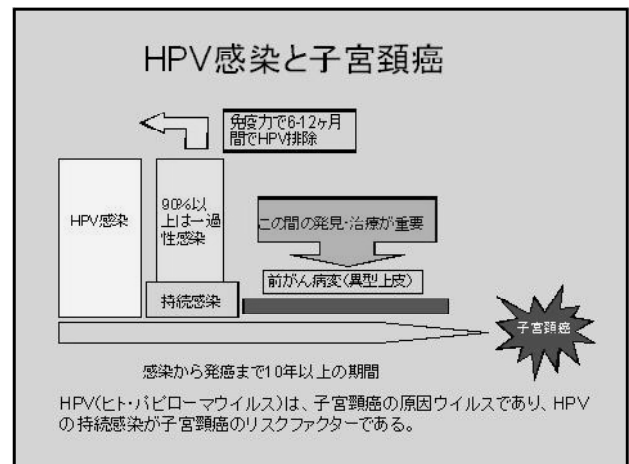 HPV感染と子宮頚癌
免疫力で6-12ヶ月
間でHPV排除
HPV感染
90%以
上は一過
性感染
この間の発見・治療が重要
前がん病変(異型上皮)
持続感染
子宮頚癌
感染から発癌まで10年以上の期間
HPV(ヒト・パピローマウイルス)は、子宮頚癌の原因ウイルスであり、HPV
の持続感染が子宮頚癌のリスクファクターである。